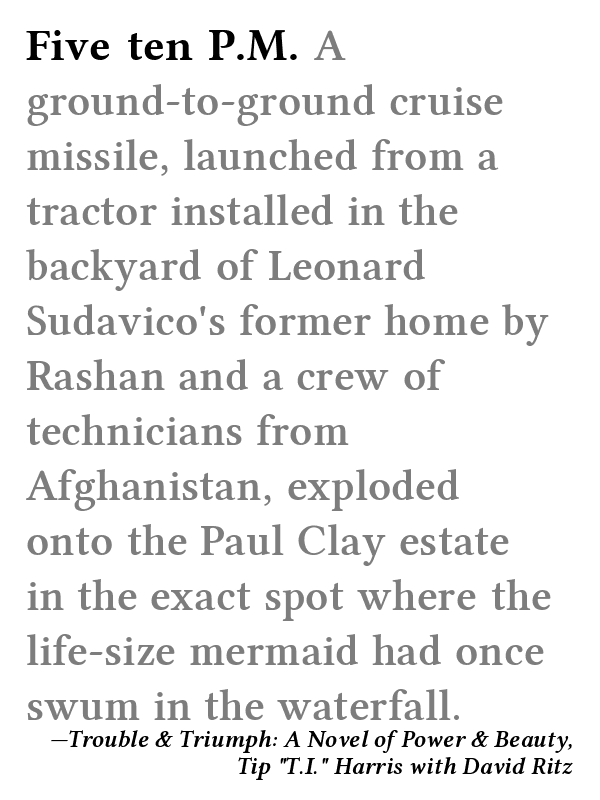 Five ten P.M. A
ground-to-ground cruise
missile, launched from a
tractor installed in the
backyard of Leonard
Sudavico's former home by
Rashan and a crew of
technicians from
Afghanistan, exploded
onto the Paul Clay estate
in the exact spot where the
life-size mermaid had once
swum in the waterfall.
—Trouble & Triumph: A Novel of Power & Beauty,
Tip "T.I." Harris with David Ritz